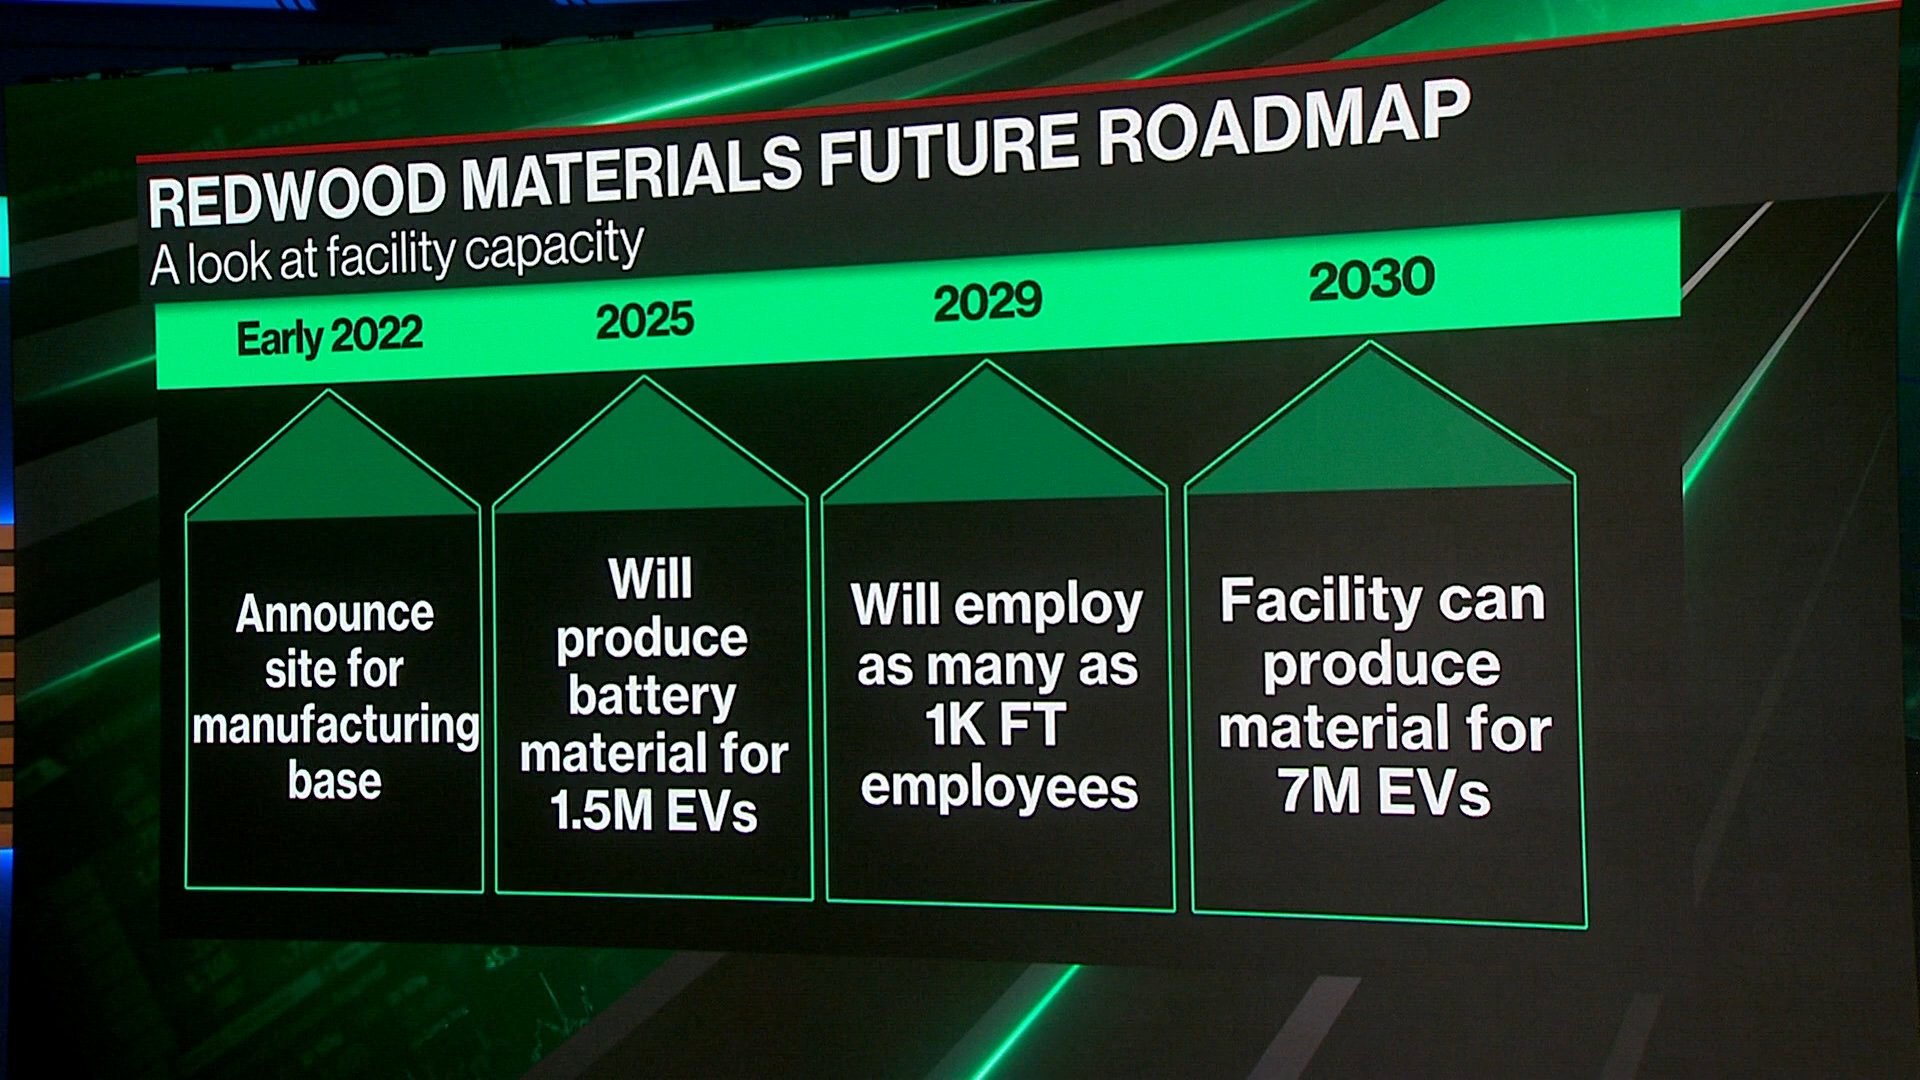 REDWOOD MATERIALS FUTURE ROADMAP
A look at facility capacity
Early 2022
2025
2029
2030
Announce
site for
manufacturing
base
Will
produce
battery
material for
1.5M EVs
Will employ
as many as
1K FT
employees
Facility can
produce
material for
7M EVs